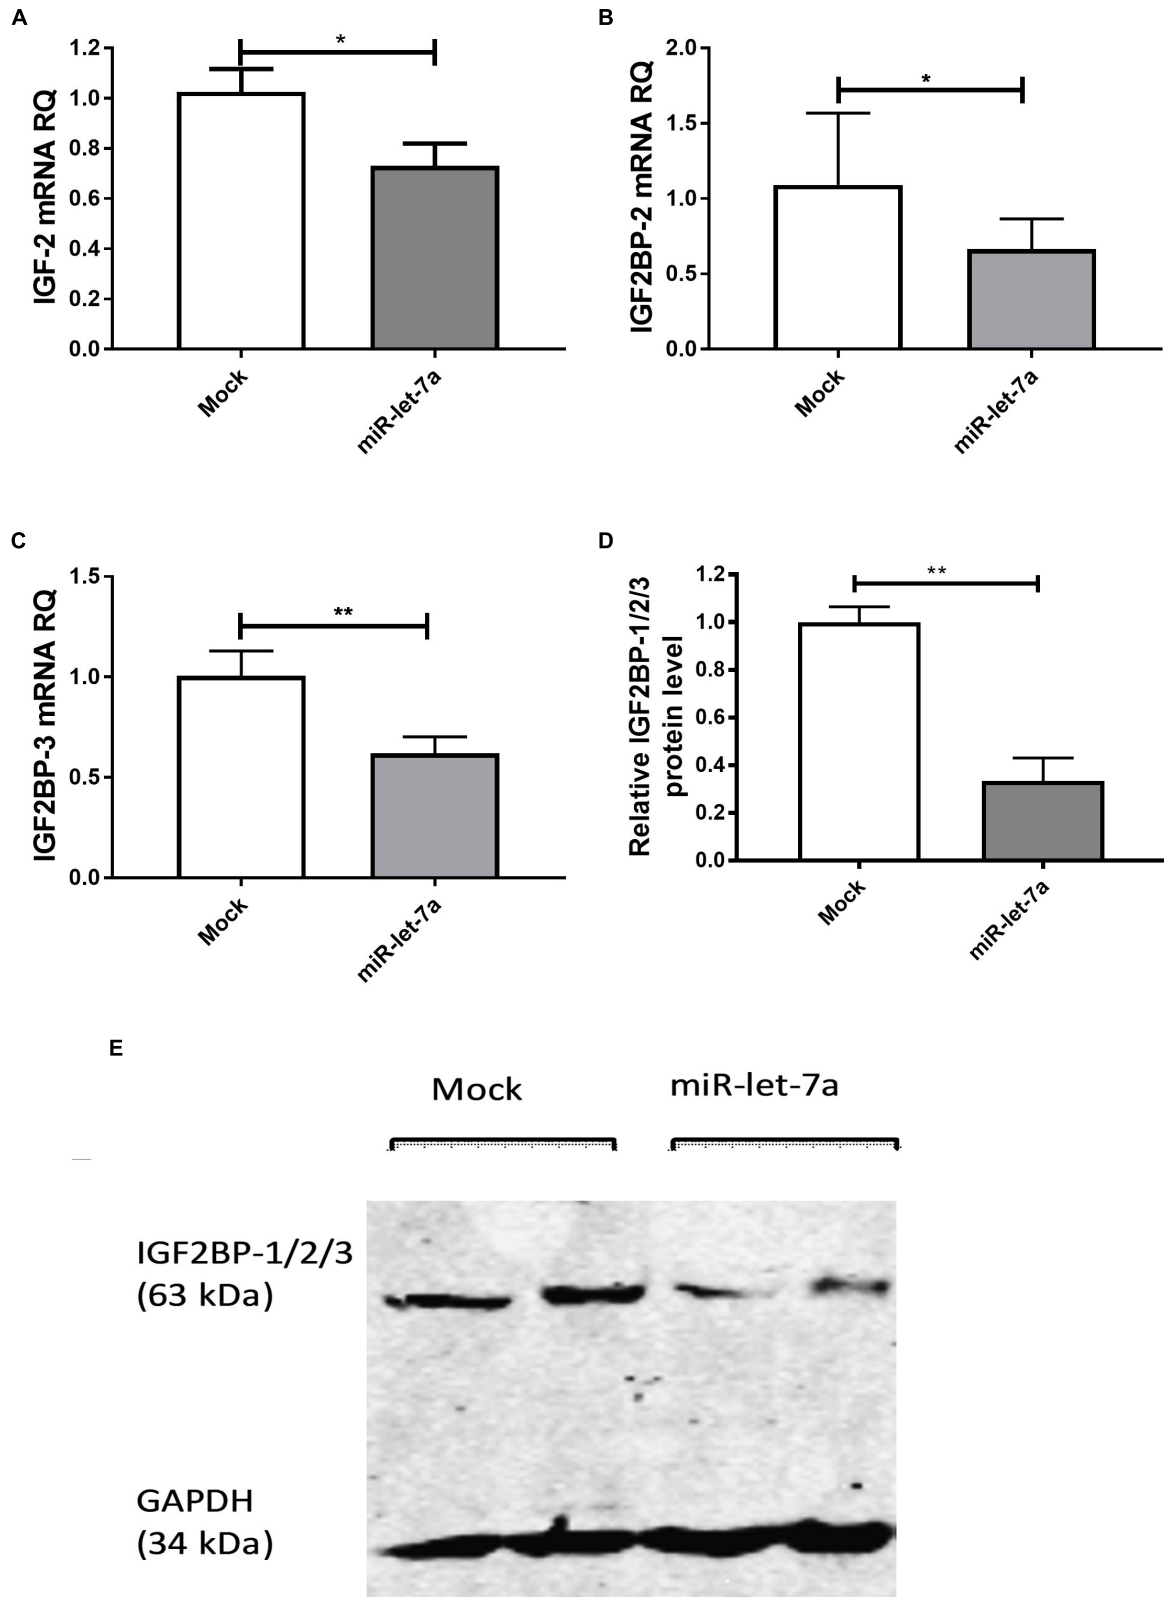 A
IGF-2 mRNA RQ
1.2
1.0
0.8
0.6
0.4
0.2
0.0
*
Mock
miR-let-7a
B
IGF2BP-2 mRNA RQ
2.0
1.5
1.0
0.5
0.0
*
Mock
miR-let-7a
C
IGF2BP-3 mRNA RQ
1.5
1.0
0.5
0.0
**
Mock
miR-let-7a
D
Relative IGF2BP-1/2/3
protein level
1.2
1.0
0.8
0.6
0.4
0.2
0.0
**
Mock
miR-let-7a
E
Mock
miR-let-7a
IGF2BP-1/2/3
(63 kDa)
GAPDH
(34 kDa)